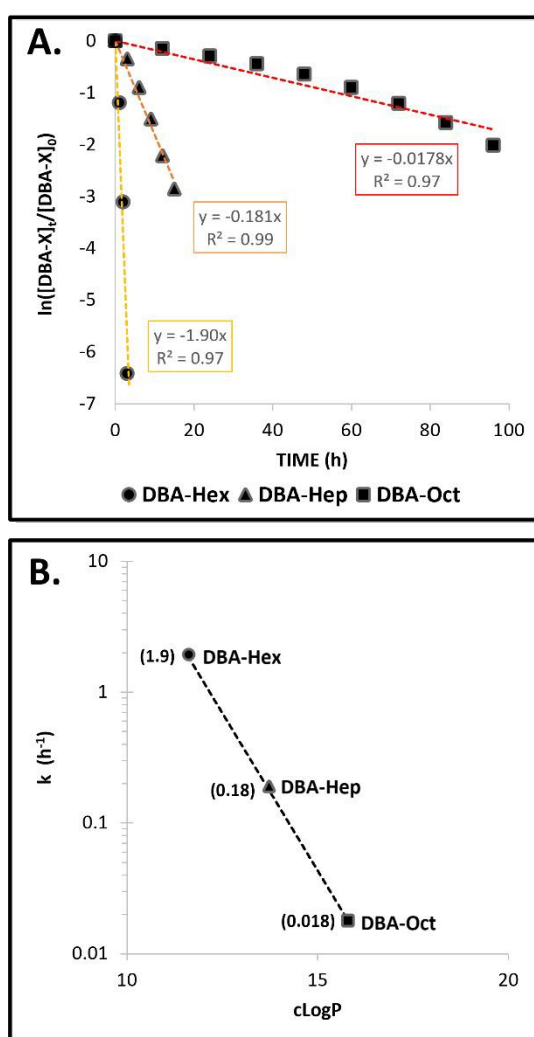 A.
0
-1
-2
-3
-4
-5
-6
-7
ln([DBA-X]t/[DBA-X]0)
y = -0.0178x
R² = 0.97
y = -0.181x
R² = 0.99
y = -1.90x
R² = 0.97
0 20 40 60 80 100
TIME (h)
DBA-Hex DBA-Hep DBA-Oct
B.
10
1
0.1
0.01
k (h⁻¹)
(1.9) DBA-Hex
(0.18) DBA-Hep
(0.018) DBA-Oct
10 15 20
cLogP